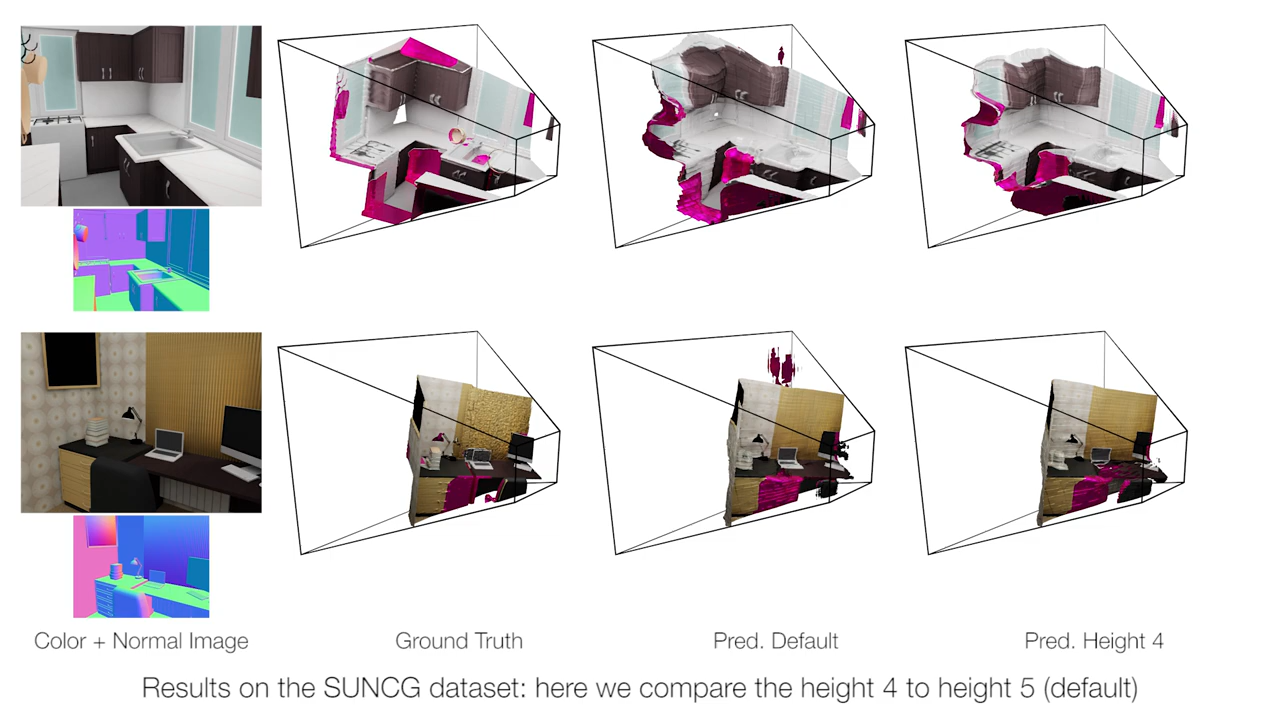 Color + Normal Image
Ground Truth
Pred. Default
Pred. Height 4
Results on the SUNCG dataset: here we compare the height 4 to height 5 (default)